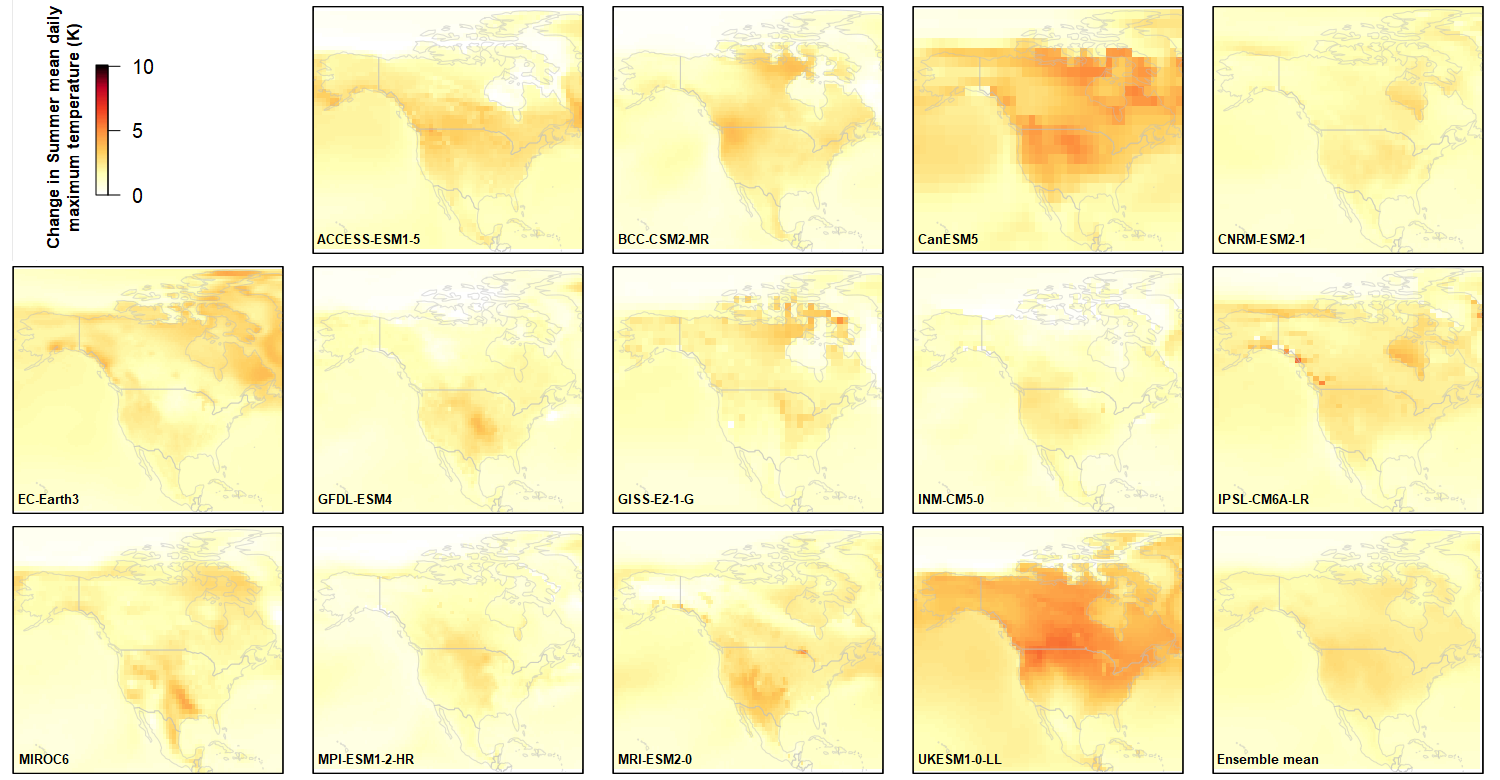 Change in Summer mean daily
maximum temperature (K)
10
5
0
ACCESS-ESM1-5
BCC-CSM2-MR
CanESM5
CNRM-ESM2-1
EC-Earth3
GFDL-ESM4
GISS-E2-1-G
INM-CM5-0
IPSL-CM6A-LR
MIROC6
MPI-ESM1-2-HR
MRI-ESM2-0
UKESM1-0-LL
Ensemble mean